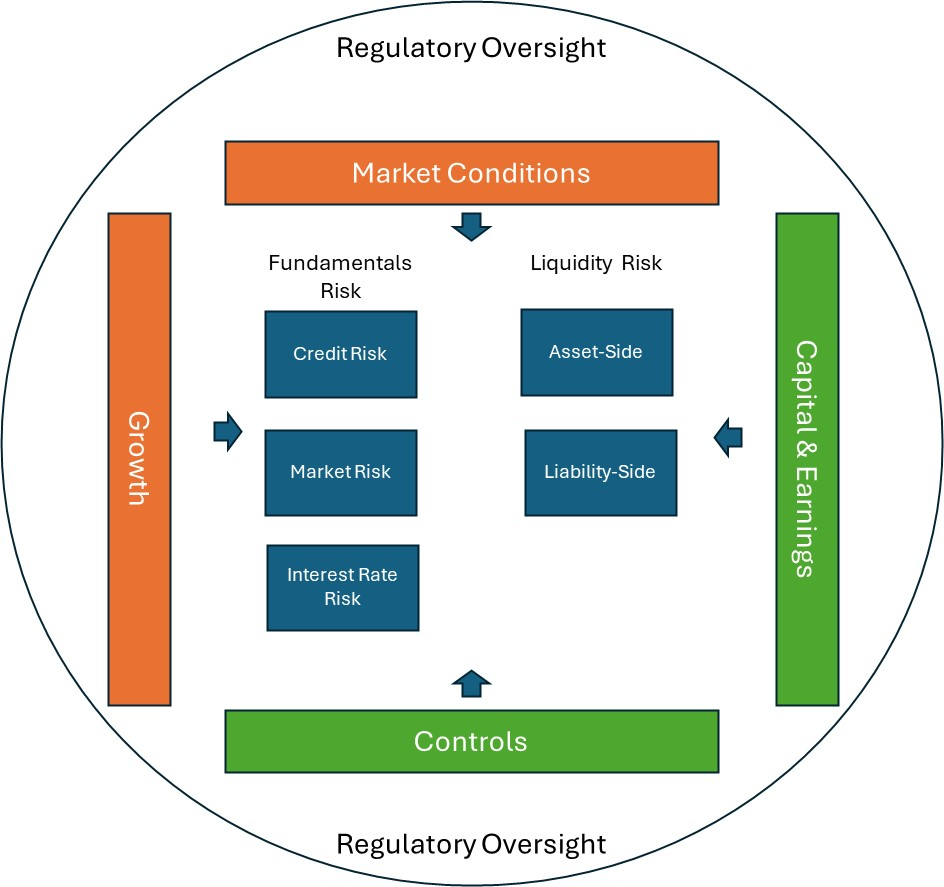 Regulatory Oversight
Market Conditions
Fundamentals
Risk
Liquidity Risk
Credit Risk
Asset-Side
Growth
Market Risk
Liability-Side
Capital & Earnings
Interest Rate
Risk
Controls
Regulatory Oversight